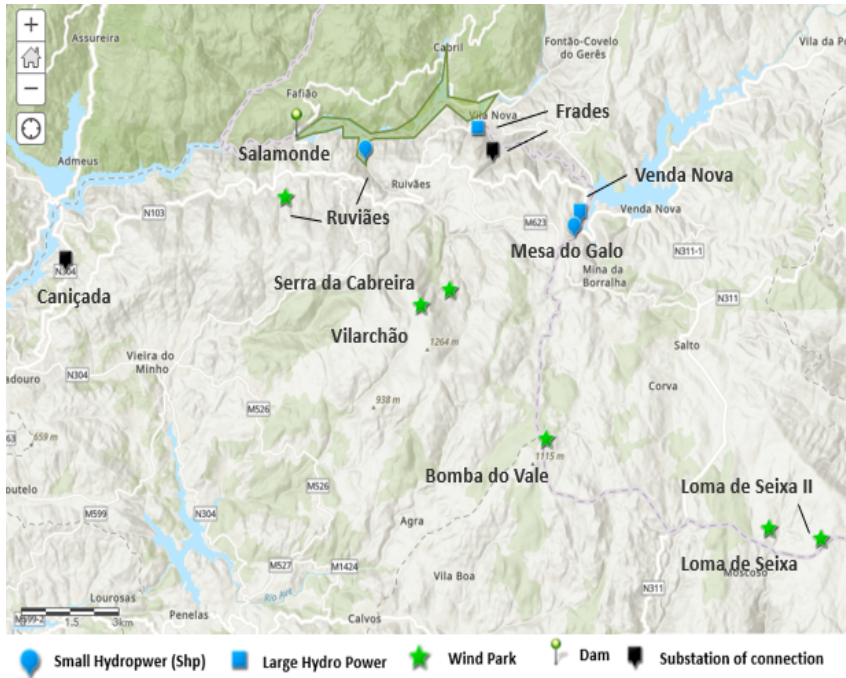 +
Assureira
Cabril
Fontão-Covelo
do Gerês
Vila da Po
−
Fafião
Vila Nova
Frades
Admeus
Salamonde
Venda Nova
Ruivães
N103
Ruviães
M623
Venda Nova
Mesa do Galo
N311-1
N304
Mina da
Borralha
Caniçada
Serra da Cabreira
N311
Vilarchão
1264 m
Salto
Vieira do
Minho
adouro
N304
Corva
938 m
M526
63
659 m
1115 m
Bomba do Vale
outelo
M526
Loma de Seixa II
M599
N304
Agra
Loma de Seixa
Moscoso
M527
M1424
Vila Boa
N311
Lourosas
Rio Ave
Penelas
Calvos
M599-2
1.5
3km
Small Hydropwer (Shp)
Large Hydro Power
Wind Park
Dam
Substation of connection